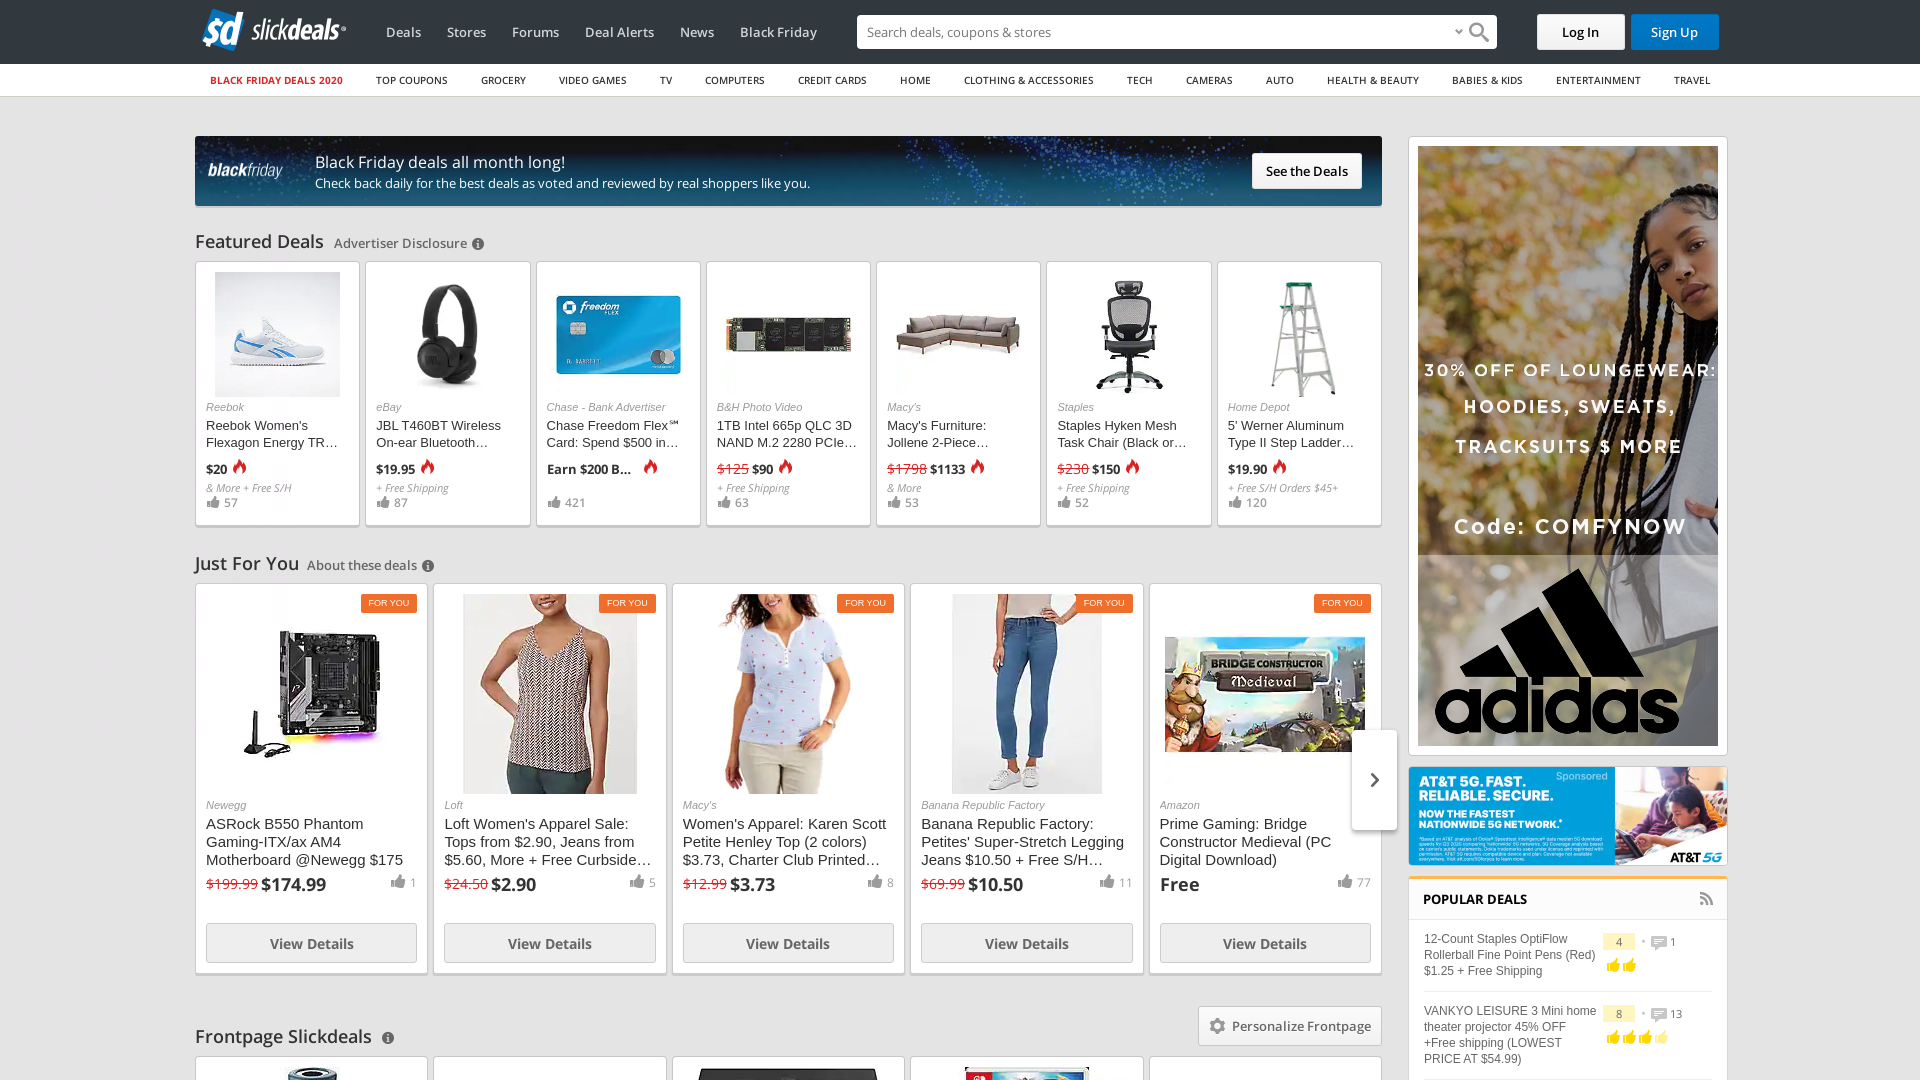 sd slickdeals
Deals
Stores
Forums
Deal Alerts
News
Black Friday
Search deals, coupons & stores
Log In
Sign Up
BLACK FRIDAY DEALS 2020
TOP COUPONS
GROCERY
VIDEO GAMES
TV
COMPUTERS
CREDIT CARDS
HOME
CLOTHING & ACCESSORIES
TECH
CAMERAS
AUTO
HEALTH & BEAUTY
BABIES & KIDS
ENTERTAINMENT
TRAVEL
blackfriday
Black Friday deals all month long!
Check back daily for the best deals as voted and reviewed by real shoppers like you.
See the Deals
Featured Deals
Advertiser Disclosure
Reebok
Reebok Women's
Flexagon Energy TR…
$20
& More + Free S/H
57
JBL
eBay
JBL T460BT Wireless
On-ear Bluetooth…
$19.95
+ Free Shipping
87
freedom
FLEX
Chase - Bank Advertiser
Chase Freedom Flex℠
Card: Spend $500 in…
Earn $200 B…
421
B&H Photo Video
1TB Intel 665p QLC 3D
NAND M.2 2280 PCIe…
$125 $90
+ Free Shipping
63
Macy's
Macy's Furniture:
Jollene 2-Piece…
$1798 $1133
& More
53
Staples
Staples Hyken Mesh
Task Chair (Black or…
$230 $150
+ Free Shipping
52
Home Depot
5' Werner Aluminum
Type II Step Ladder…
$19.90
+ Free S/H Orders $45+
120
Just For You
About these deals
FOR YOU
Newegg
ASRock B550 Phantom
Gaming-ITX/ax AM4
Motherboard @Newegg $175
$199.99 $174.99
1
View Details
FOR YOU
Loft
Loft Women's Apparel Sale:
Tops from $2.90, Jeans from
$5.60, More + Free Curbside…
$24.50 $2.90
5
View Details
FOR YOU
Macy's
Women's Apparel: Karen Scott
Petite Henley Top (2 colors)
$3.73, Charter Club Printed…
$12.99 $3.73
8
View Details
FOR YOU
Banana Republic Factory
Banana Republic Factory:
Petites' Super-Stretch Legging
Jeans $10.50 + Free S/H…
$69.99 $10.50
11
View Details
FOR YOU
BRIDGE CONSTRUCTOR
Medieval
Amazon
Prime Gaming: Bridge
Constructor Medieval (PC
Digital Download)
Free
77
View Details
Frontpage Slickdeals
Personalize Frontpage
30% OFF OF LOUNGEWEAR:
HOODIES, SWEATS,
TRACKSUITS $ MORE
Code: COMFYNOW
adidas
Sponsored
AT&T 5G. FAST.
RELIABLE. SECURE.
NOW THE FASTEST
NATIONWIDE 5G NETWORK.*
AT&T 5G
POPULAR DEALS
12-Count Staples OptiFlow
Rollerball Fine Point Pens (Red)
$1.25 + Free Shipping
4
1
VANKYO LEISURE 3 Mini home
theater projector 45% OFF
+Free shipping (LOWEST
PRICE AT $54.99)
8
13